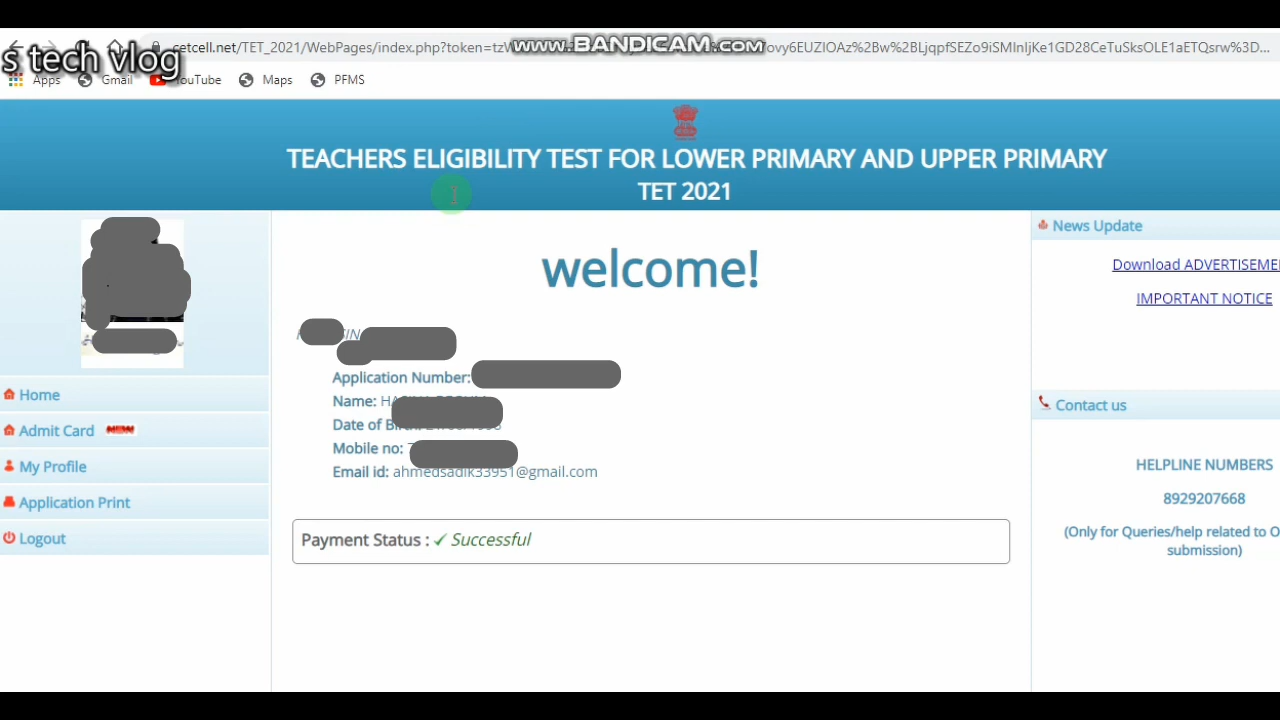 cetcell.net/TET_2021/WebPages/index.php?token=
www.BANDICAM.com
s tech vlog
Apps Gmail YouTube Maps PFMS
TEACHERS ELIGIBILITY TEST FOR LOWER PRIMARY AND UPPER PRIMARY
TET 2021
Home
Admit Card NEW
My Profile
Application Print
Logout
welcome!
Application Number:
Name:
Date of Birth:
Mobile no:
Email id: ahmedsadik33951@gmail.com
Payment Status : ✓ Successful
News Update
Download ADVERTISEME
IMPORTANT NOTICE
Contact us
HELPLINE NUMBERS
8929207668
(Only for Queries/help related to O
submission)